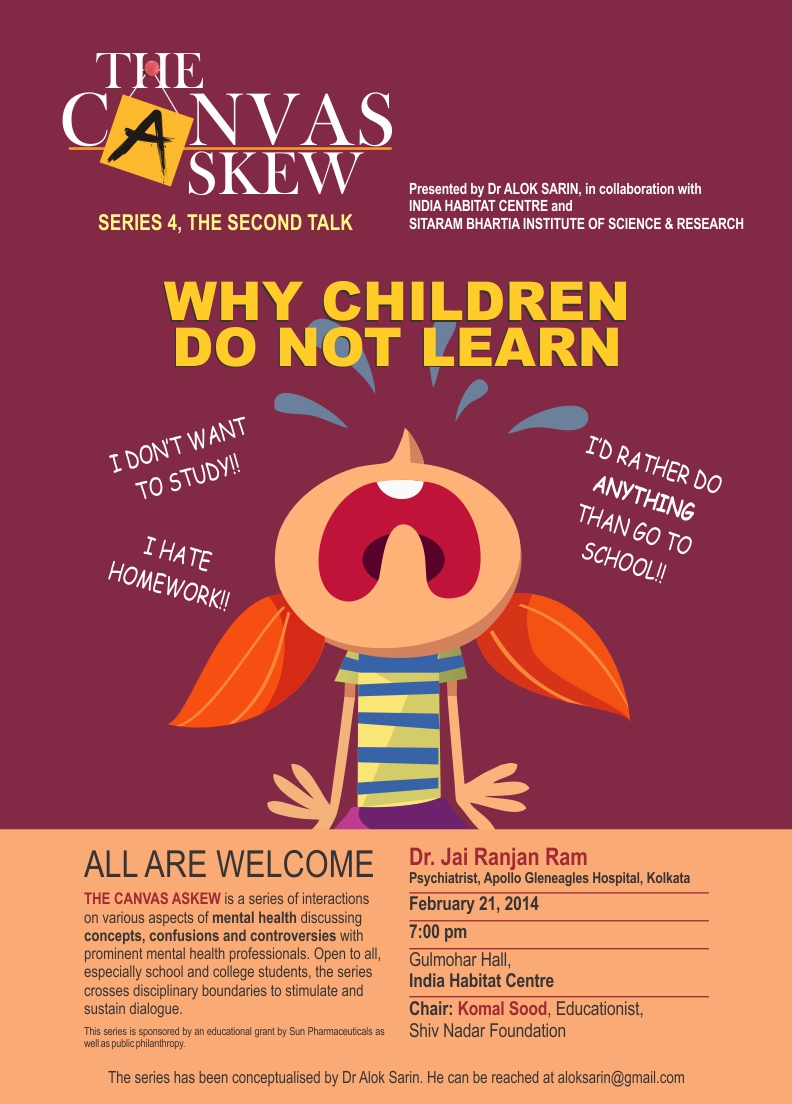 THE
CANVAS
ASKEW
SERIES 4, THE SECOND TALK
Presented by Dr ALOK SARIN, in collaboration with
INDIA HABITAT CENTRE and
SITARAM BHARTIA INSTITUTE OF SCIENCE & RESEARCH
WHY CHILDREN
DO NOT LEARN
I DON'T WANT
TO STUDY!!
I HATE
HOMEWORK!!
I'D RATHER DO
ANYTHING
THAN GO TO
SCHOOL!!
ALL ARE WELCOME
THE CANVAS ASKEW is a series of interactions
on various aspects of mental health discussing
concepts, confusions and controversies with
prominent mental health professionals. Open to all,
especially school and college students, the series
crosses disciplinary boundaries to stimulate and
sustain dialogue.
This series is sponsored by an educational grant by Sun Pharmaceuticals as
well as public philanthropy.
Dr. Jai Ranjan Ram
Psychiatrist, Apollo Gleneagles Hospital, Kolkata
February 21, 2014
7:00 pm
Gulmohar Hall,
India Habitat Centre
Chair: Komal Sood, Educationist,
Shiv Nadar Foundation
The series has been conceptualised by Dr Alok Sarin. He can be reached at aloksarin@gmail.com